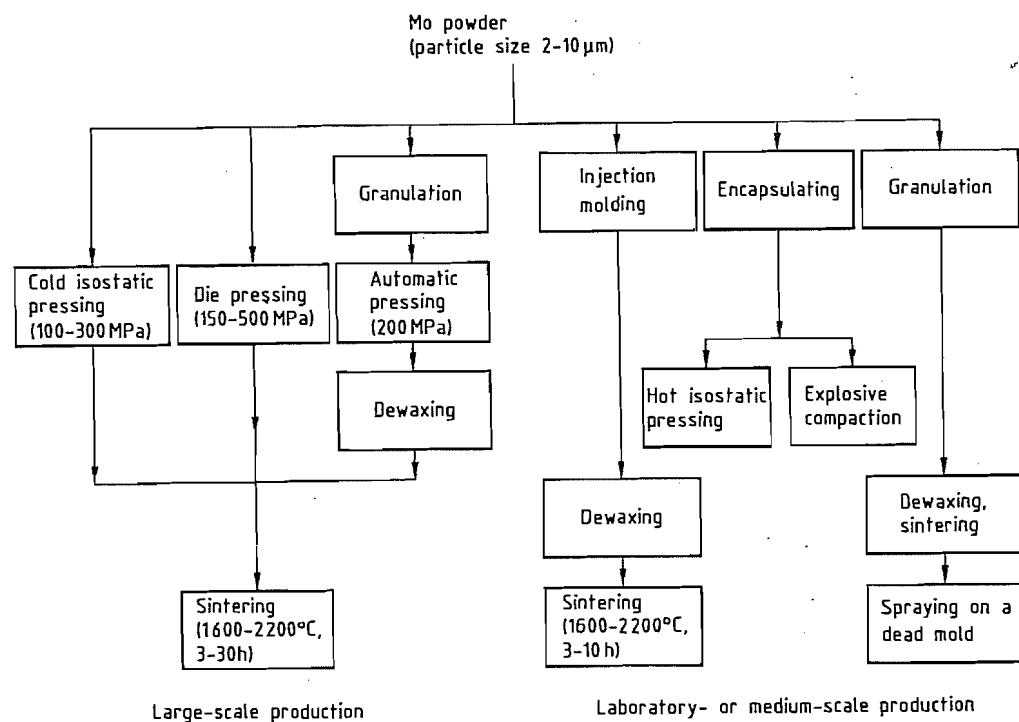 Mo powder
(particle size 2-10 µm)
Granulation
Injection
molding
Encapsulating
Granulation
Cold isostatic
pressing
(100-300 MPa)
Die pressing
(150-500 MPa)
Automatic
pressing
(200 MPa)
Hot isostatic
pressing
Explosive
compaction
Dewaxing
Dewaxing
Dewaxing,
sintering
Sintering
(1600-2200°C,
3-30h)
Sintering
(1600-2200°C,
3-10h)
Spraying on a
dead mold
Large-scale production
Laboratory- or medium-scale production